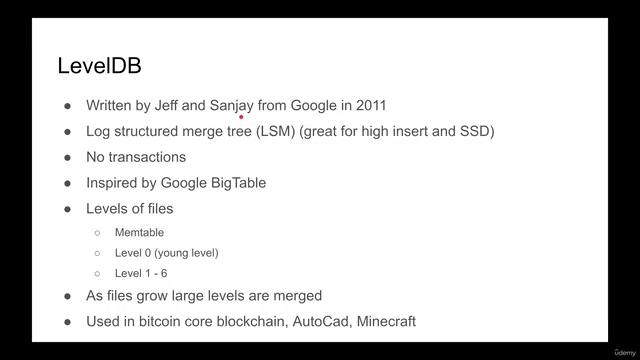 LevelDB
● Written by Jeff and Sanjay from Google in 2011
● Log structured merge tree (LSM) (great for high insert and SSD)
● No transactions
● Inspired by Google BigTable
● Levels of files
○ Memtable
○ Level 0 (young level)
○ Level 1 - 6
● As files grow large levels are merged
● Used in bitcoin core blockchain, AutoCad, Minecraft
udemy